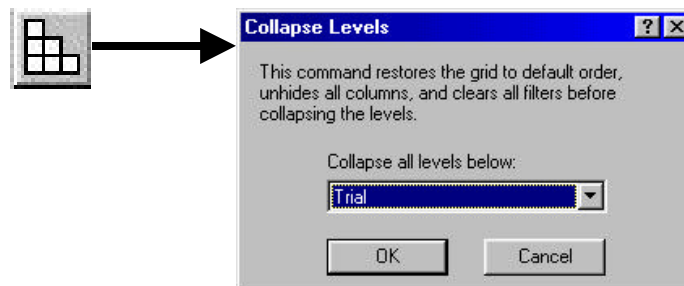 Collapse Levels
This command restores the grid to default order,
unhides all columns, and clears all filters before
collapsing the levels.
Collapse all levels below:
Trial
OK Cancel